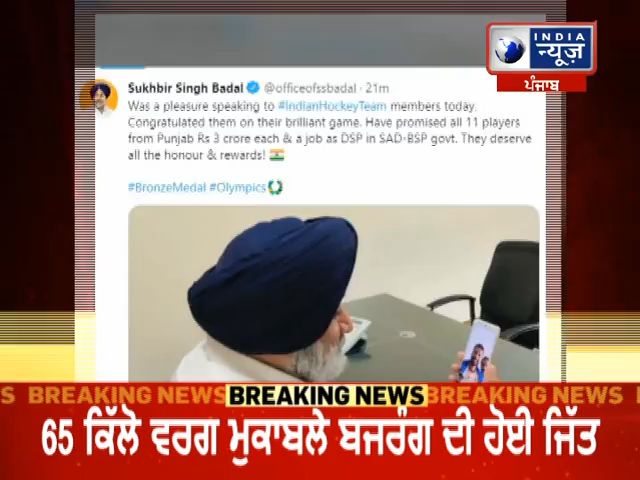 INDIA
न्यूज़
ਪੰਜਾਬ
Sukhbir Singh Badal @officeofssbadal · 21m
Was a pleasure speaking to #IndianHockeyTeam members today.
Congratulated them on their brilliant game. Have promised all 11 players
from Punjab Rs 3 crore each & a job as DSP in SAD-BSP govt. They deserve
all the honour & rewards!
#BronzeMedal #Olympics
BREAKING NEWS BREAKING NEWS BREAKING NEWS
65 ਕਿੱਲੋ ਵਰਗ ਮੁਕਾਬਲੇ ਬਜਰੰਗ ਦੀ ਹੋਈ ਜਿੱਤ